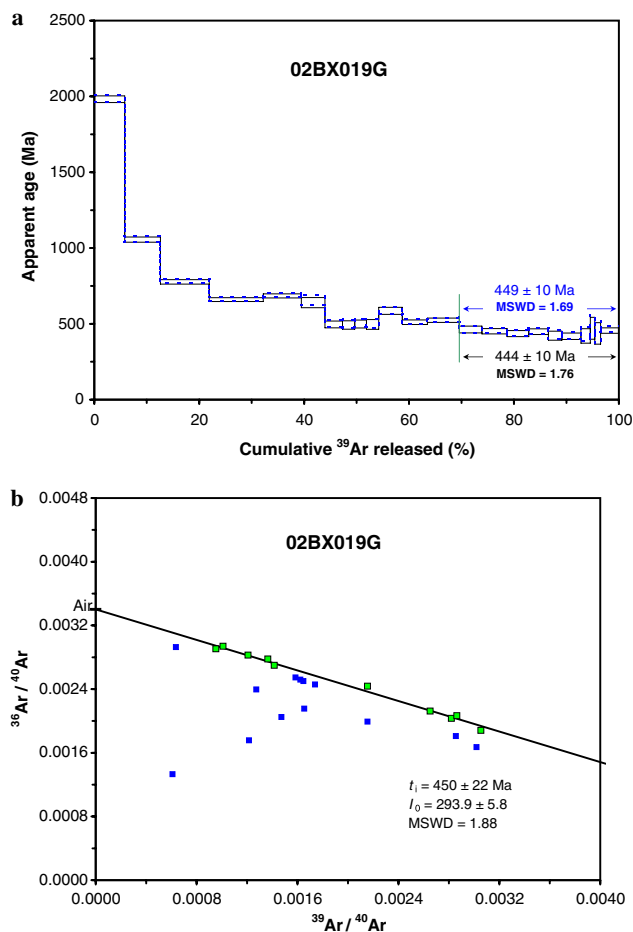 a
2500
2000
1500
1000
500
0
Apparent age (Ma)
02BX019G
449 ± 10 Ma
MSWD = 1.69
444 ± 10 Ma
MSWD = 1.76
0 20 40 60 80 100
Cumulative ³⁹Ar released (%)
b
0.0048
0.0040
Air
0.0032
0.0024
0.0016
0.0008
0.0000
³⁶Ar / ⁴⁰Ar
02BX019G
tᵢ = 450 ± 22 Ma
I₀ = 293.9 ± 5.8
MSWD = 1.88
0.0000 0.0008 0.0016 0.0024 0.0032 0.0040
³⁹Ar / ⁴⁰Ar